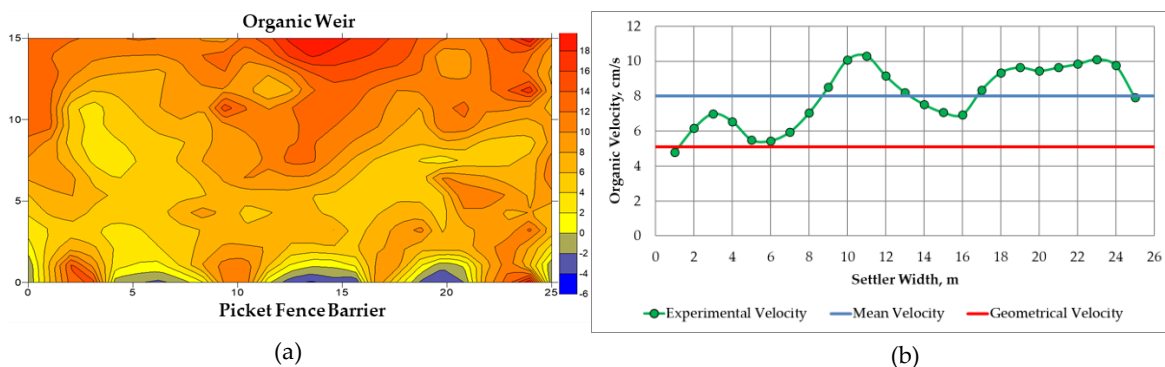 Organic Weir
15
10
5
0
0 5 10 15 20 25
18
16
14
12
10
8
6
4
2
0
-2
-4
-6
Picket Fence Barrier
(a)
Organic Velocity, cm/s
12
10
8
6
4
2
0
0 2 4 6 8 10 12 14 16 18 20 22 24 26
Settler Width, m
Experimental Velocity Mean Velocity Geometrical Velocity
(b)